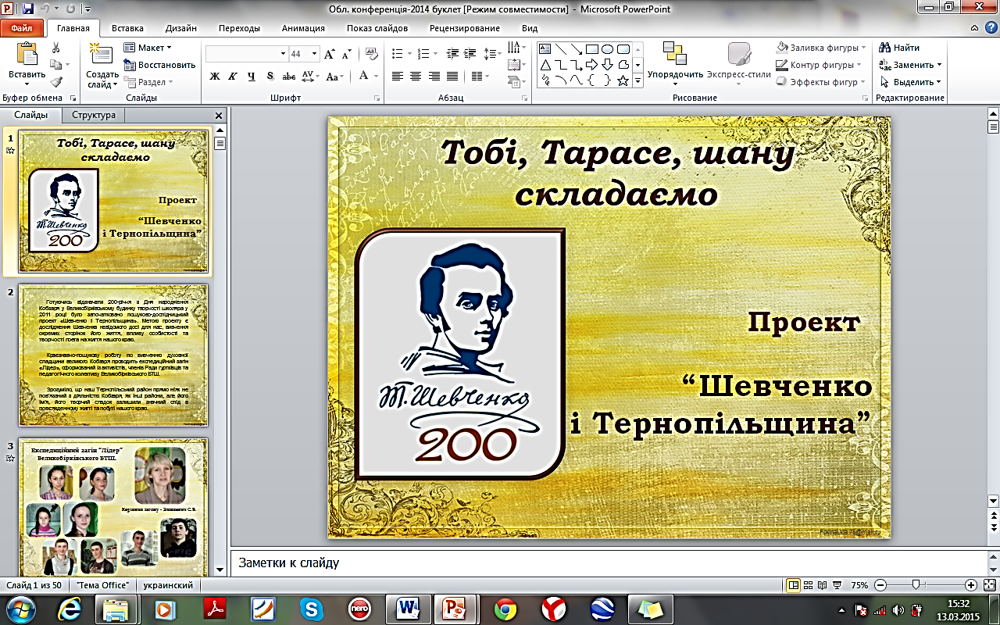 Обл. конференція-2014 буклет [Режим совместимости] - Microsoft PowerPoint
Файл Главная Вставка Дизайн Переходы Анимация Показ слайдов Рецензирование Вид
Вставить
Буфер обмена
Создать слайд
Макет
Восстановить
Раздел
Слайды
44
Ж К Ч S abc AV Aa A
Шрифт
Абзац
Упорядочить
Экспресс-стили
Заливка фигуры
Контур фигуры
Эффекты фигур
Рисование
Найти
Заменить
Выделить
Редактирование
Слайды Структура
1
Тобі, Тарасе, шану
складаємо
Т. Шевченко
200
Проект
“Шевченко
і Тернопільщина”
2
Готуючись відзначати 200-річчя з Дня народження
Кобзаря у Великобірківському будинку творчості школяра у
2011 році було започатковано пошуково-дослідницький
проект «Шевченко і Тернопільщина». Метою проекту є
дослідження Шевченка невідомого досі для нас, вивчення
окремих сторінок його життя, впливу особистості та
творчості поета на життя нашого краю.
Краєзнавчо-пошукову роботу по вивченню духовної
спадщини великого Кобзаря проводить експедиційний загін
«Лідер», сформований із активістів, членів Ради гуртківців та
педагогічного колективу Великобірківського БТШ.
Зрозуміло, що наш Тернопільський район прямо ніяк не
пов'язаний з діяльністю Кобзаря, як інші райони, але його
ім'я, його творчий спадок залишили значний слід в
повсякденному житті та побуті нашого краю.
3
Експедиційний загін “Лідер”
Великобірківського БТШ.
Керівник загону -
Тобі, Тарасе, шану
складаємо
Т. Шевченко
200
Проект
“Шевченко
і Тернопільщина”
FokinaLida.75@mail.ru
Заметки к слайду
Слайд 1 из 50 "Тема Office" украинский 75%
nero
15:32
13.03.2015